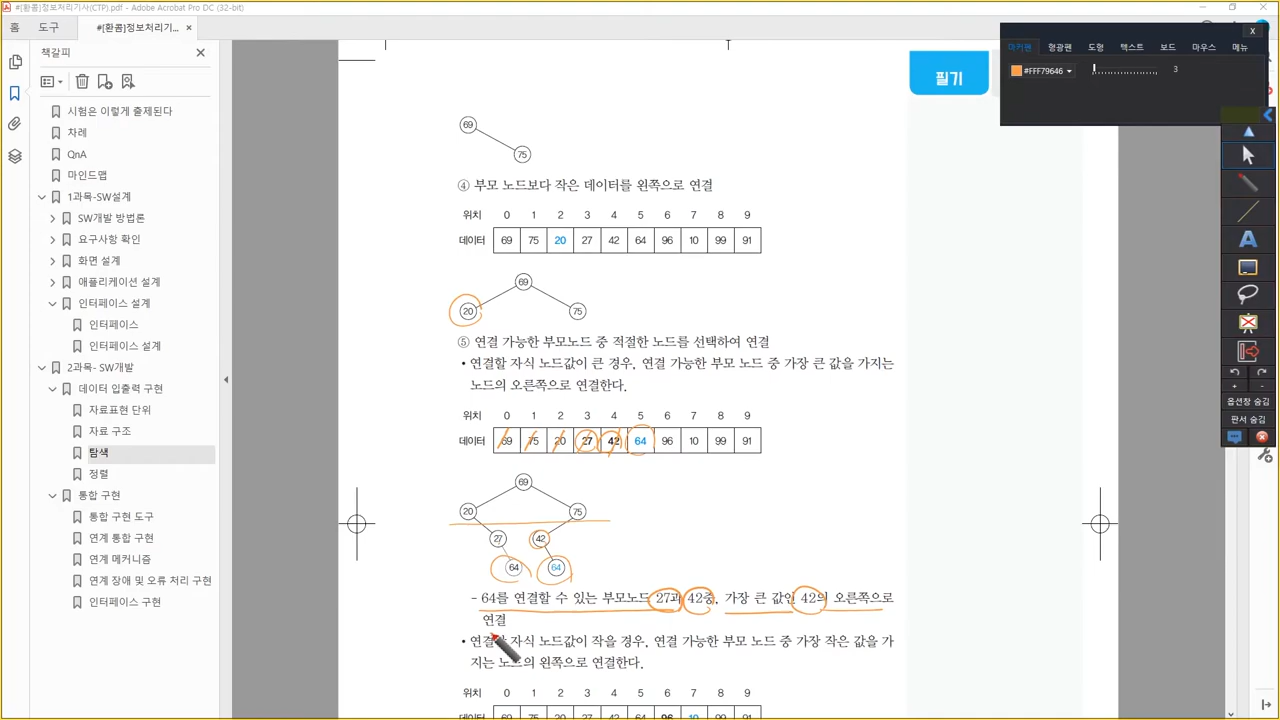 #[환콤]정보처리기사(CTP).pdf - Adobe Acrobat Pro DC (32-bit)
홈 도구 #[환콤]정보처리기... ×
책갈피
시험은 이렇게 출제된다
차례
QnA
마인드맵
1과목-SW설계
SW개발 방법론
요구사항 확인
화면 설계
애플리케이션 설계
인터페이스 설계
인터페이스
인터페이스 설계
2과목- SW개발
데이터 입출력 구현
자료표현 단위
자료 구조
탐색
정렬
통합 구현
통합 구현 도구
연계 통합 구현
연계 메커니즘
연계 장애 및 오류 처리 구현
인터페이스 구현
필기
69
75
④ 부모 노드보다 작은 데이터를 왼쪽으로 연결
위치 0 1 2 3 4 5 6 7 8 9
데이터 69 75 20 27 42 64 96 10 99 91
69
20 75
⑤ 연결 가능한 부모노드 중 적절한 노드를 선택하여 연결
• 연결할 자식 노드값이 큰 경우, 연결 가능한 부모 노드 중 가장 큰 값을 가지는
노드의 오른쪽으로 연결한다.
위치 0 1 2 3 4 5 6 7 8 9
데이터 69 75 20 27 42 64 96 10 99 91
69
20 75
27 42
64 64
- 64를 연결할 수 있는 부모노드 27과 42중, 가장 큰 값인 42의 오른쪽으로
연결
• 연결할 자식 노드값이 작을 경우, 연결 가능한 부모 노드 중 가장 작은 값을 가
지는 노드의 왼쪽으로 연결한다.
위치 0 1 2 3 4 5 6 7 8 9
데이터 69 75 20 27 42 64 96 10 99 91
X
마커펜 형광펜 도형 텍스트 보드 마우스 메뉴
#FFF79646 3
A
- +
옵션창 숨김
판서 숨김